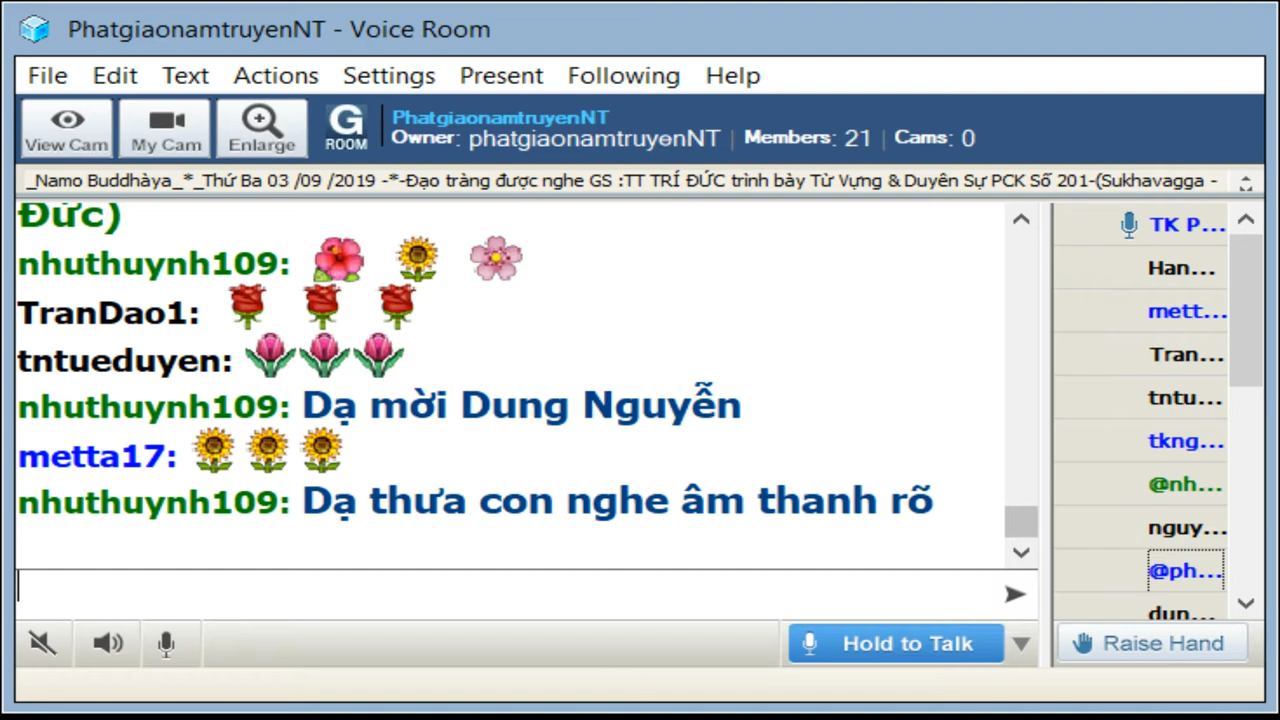 PhatgiaonamtruyenNT - Voice Room
File Edit Text Actions Settings Present Following Help
View Cam My Cam Enlarge G ROOM
PhatgiaonamtruyenNT
Owner: phatgiaonamtruyenNT | Members: 21 | Cams: 0
_Namo Buddhàya_*_Thứ Ba 03 /09 /2019 -*-Đạo tràng được nghe GS :TT TRÍ ĐỨC trình bày Từ Vựng & Duyên Sự PCK Số 201-(Sukhavagga -
Đức)
nhuthuynh109:
TranDao1:
tntueduyen:
nhuthuynh109: Dạ mời Dung Nguyễn
metta17:
nhuthuynh109: Dạ thưa con nghe âm thanh rõ
TK P...
Han...
mett...
Tran...
tntu...
tkng...
@nh...
nguy...
@ph...
dun...
Hold to Talk
Raise Hand